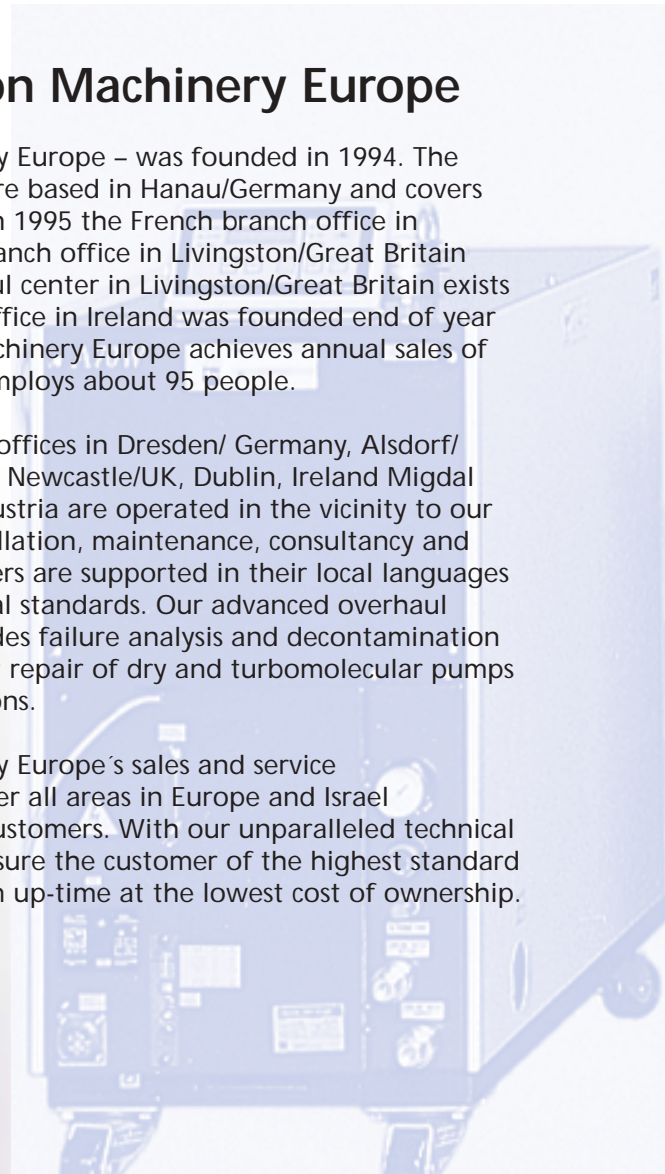 on Machinery Europe
y Europe – was founded in 1994. The
re based in Hanau/Germany and covers
n 1995 the French branch office in
anch office in Livingston/Great Britain
ul center in Livingston/Great Britain exists
ffice in Ireland was founded end of year
chinery Europe achieves annual sales of
mploys about 95 people.
offices in Dresden/ Germany, Alsdorf/
Newcastle/UK, Dublin, Ireland Migdal
ustria are operated in the vicinity to our
llation, maintenance, consultancy and
ers are supported in their local languages
al standards. Our advanced overhaul
des failure analysis and decontamination
repair of dry and turbomolecular pumps
ons.
y Europe´s sales and service
er all areas in Europe and Israel
ustomers. With our unparalleled technical
sure the customer of the highest standard
n up-time at the lowest cost of ownership.